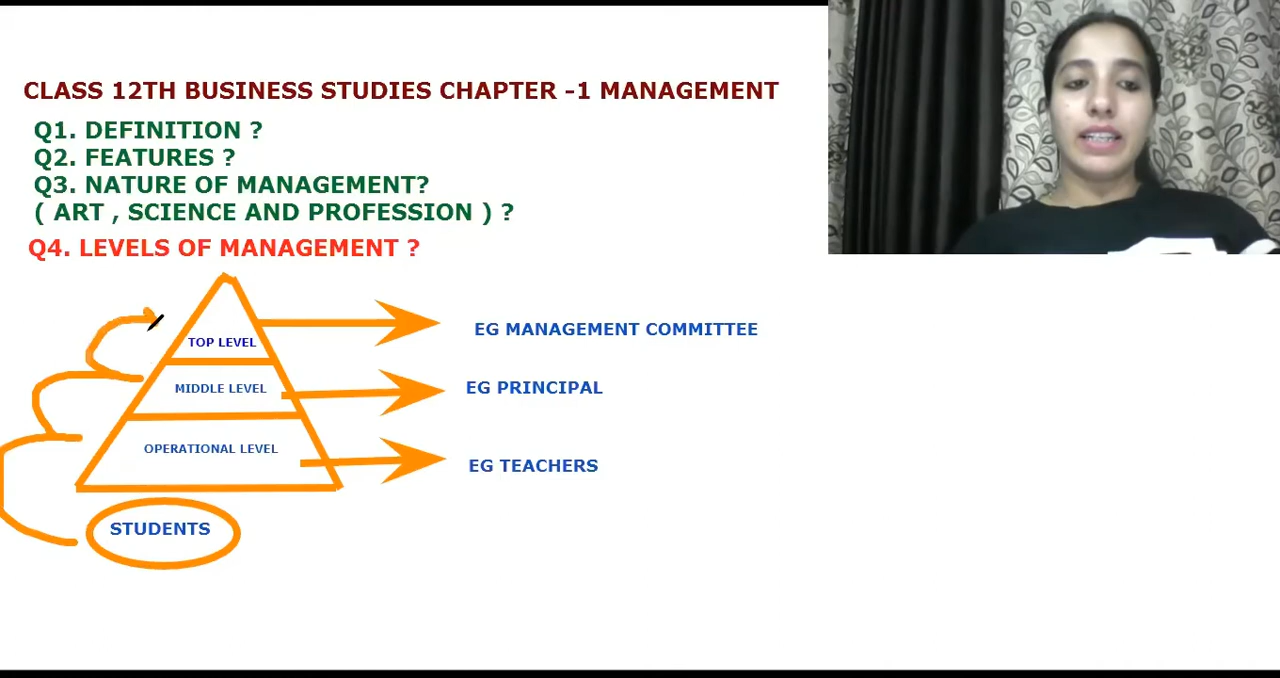 CLASS 12TH BUSINESS STUDIES CHAPTER -1 MANAGEMENT
Q1. DEFINITION ?
Q2. FEATURES ?
Q3. NATURE OF MANAGEMENT?
( ART , SCIENCE AND PROFESSION ) ?
Q4. LEVELS OF MANAGEMENT ?
TOP LEVEL
EG MANAGEMENT COMMITTEE
MIDDLE LEVEL
EG PRINCIPAL
OPERATIONAL LEVEL
EG TEACHERS
STUDENTS